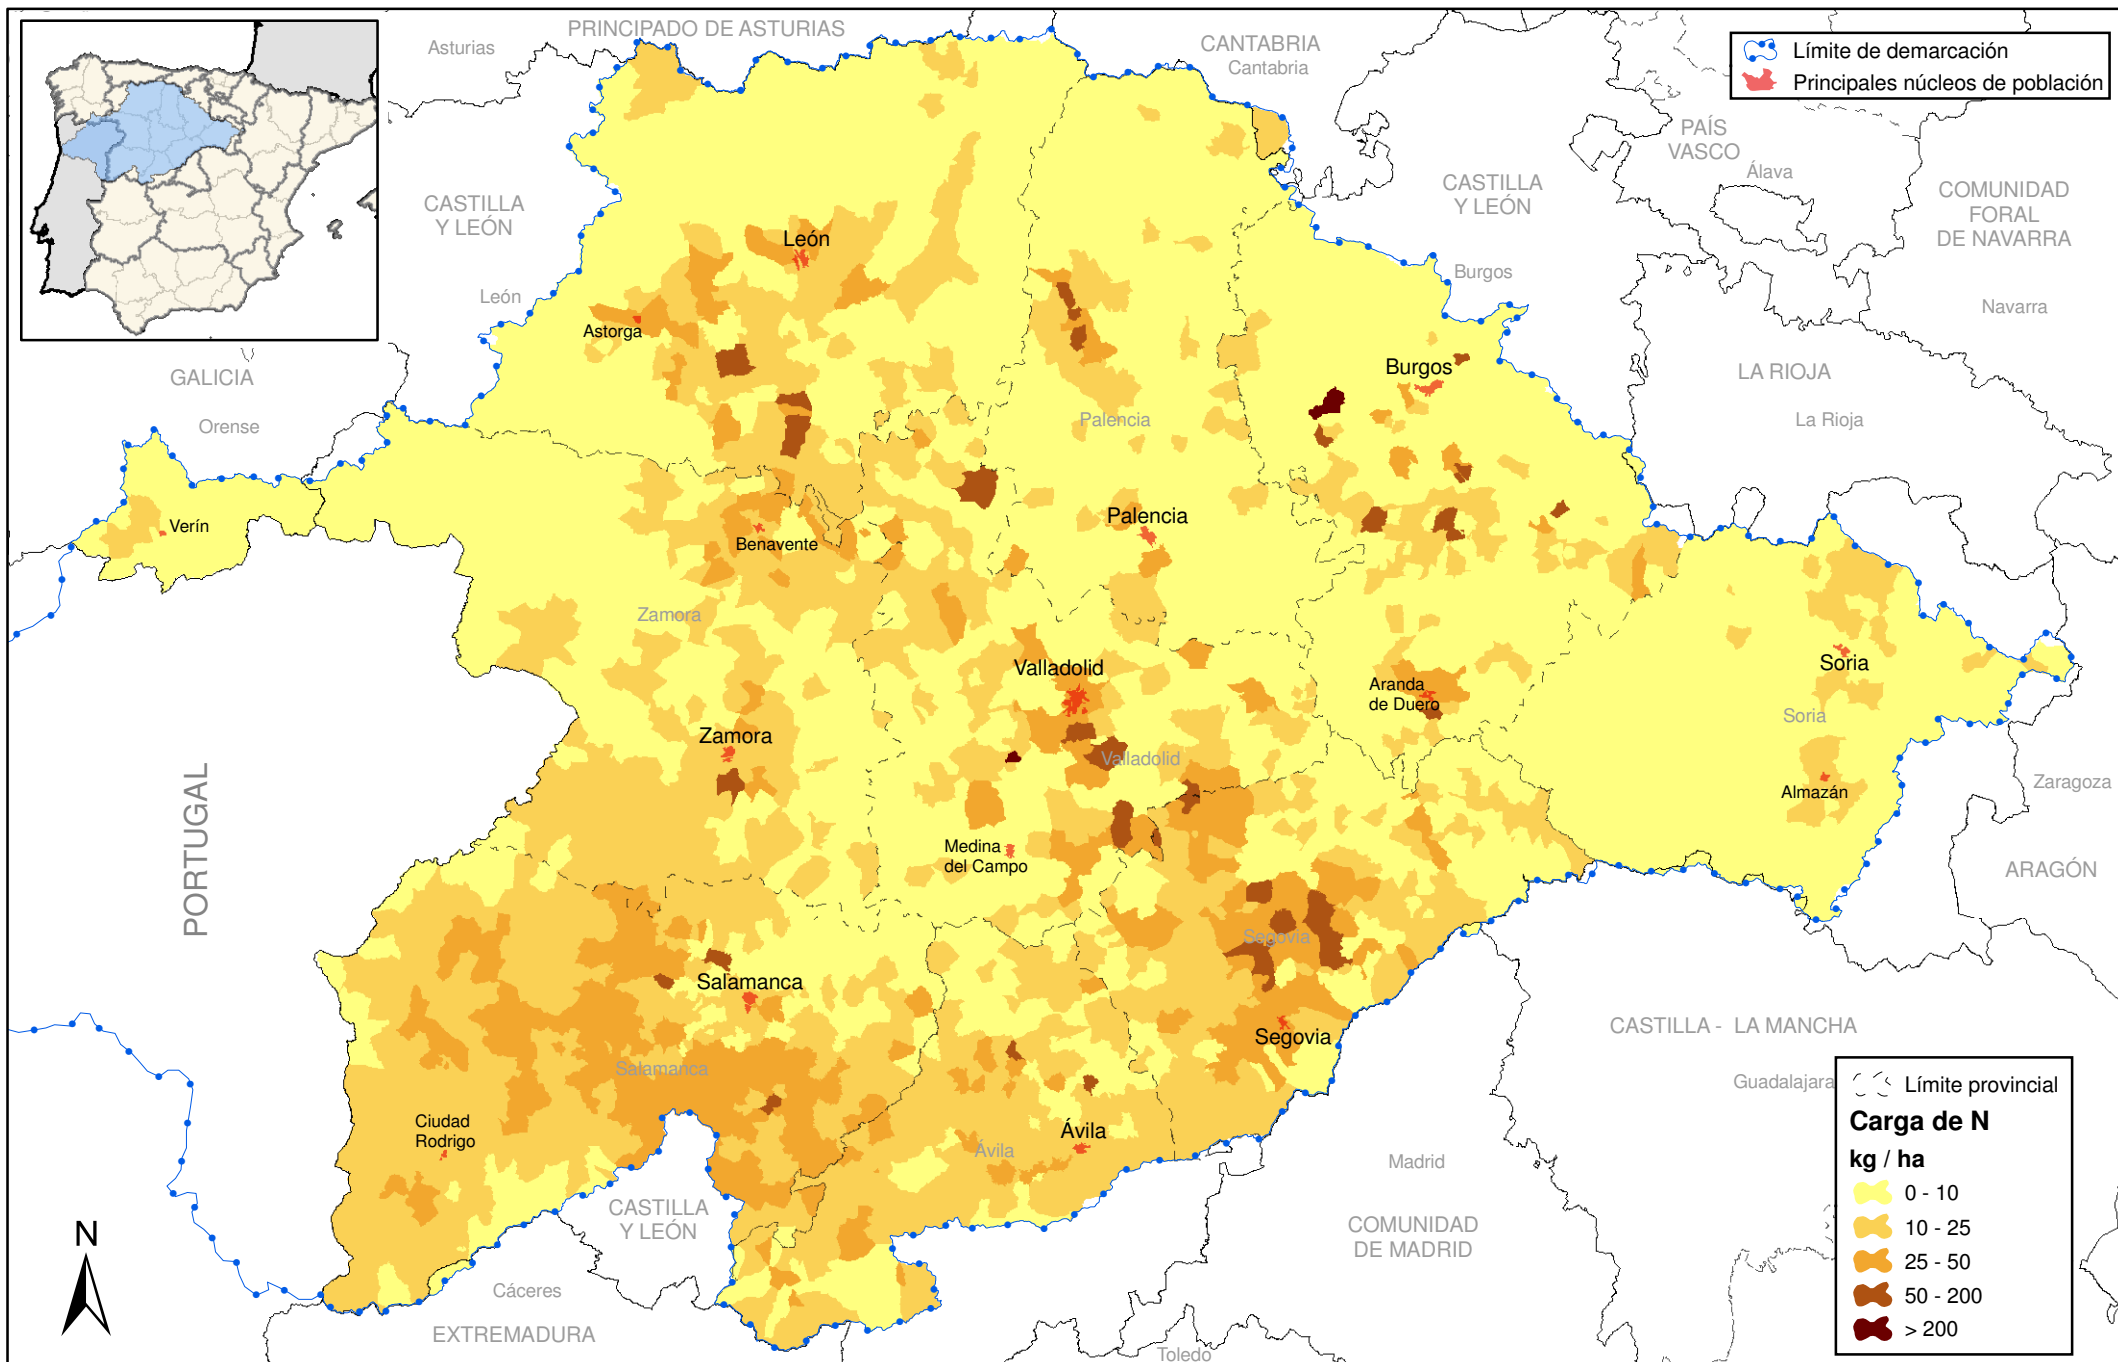 PRINCIPADO DE ASTURIAS
Asturias
CANTABRIA
Cantabria
Límite de demarcación
Principales núcleos de población
PAÍS
VASCO
Álava
CASTILLA
Y LEÓN
COMUNIDAD
FORAL
DE NAVARRA
CASTILLA
Y LEÓN
León
Burgos
León
Navarra
Astorga
Burgos
LA RIOJA
GALICIA
Orense
Palencia
La Rioja
Verín
Palencia
Benavente
Zamora
Valladolid
Soria
Aranda
de Duero
Soria
Zamora
Valladolid
PORTUGAL
Almazán
Zaragoza
Medina
del Campo
ARAGÓN
Segovia
Salamanca
Segovia
CASTILLA - LA MANCHA
Salamanca
Guadalajara
Ciudad
Rodrigo
Ávila
Ávila
Madrid
CASTILLA
Y LEÓN
COMUNIDAD
DE MADRID
N
Cáceres
EXTREMADURA
Toledo
Límite provincial
Carga de N
kg / ha
0 - 10
10 - 25
25 - 50
50 - 200
> 200